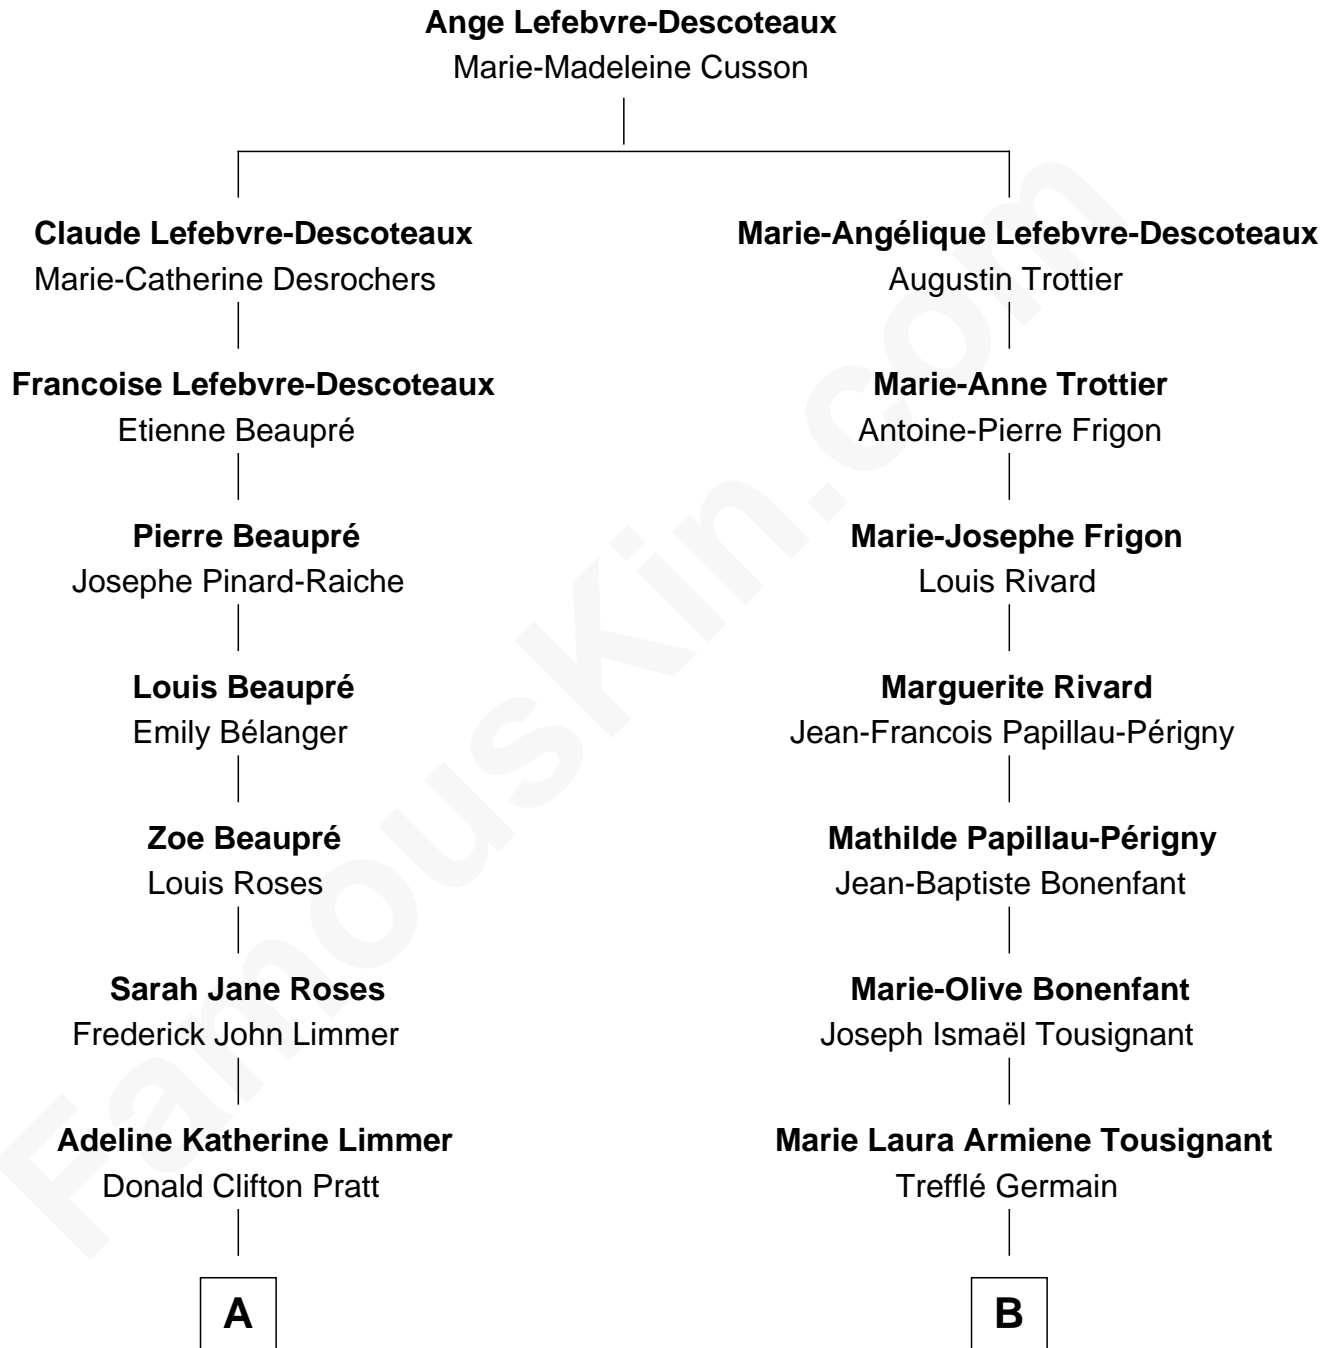 Ange Lefebvre-Descoteaux
Marie-Madeleine Cusson
Claude Lefebvre-Descoteaux
Marie-Catherine Desrochers
Marie-Angélique Lefebvre-Descoteaux
Augustin Trottier
Francoise Lefebvre-Descoteaux
Etienne Beaupré
Marie-Anne Trottier
Antoine-Pierre Frigon
Pierre Beaupré
Josephe Pinard-Raiche
Marie-Josephe Frigon
Louis Rivard
Louis Beaupré
Emily Bélanger
Marguerite Rivard
Jean-Francois Papillau-Périgny
Zoe Beaupré
Louis Roses
Mathilde Papillau-Périgny
Jean-Baptiste Bonenfant
Sarah Jane Roses
Frederick John Limmer
Marie-Olive Bonenfant
Joseph Ismaël Tousignant
Adeline Katherine Limmer
Donald Clifton Pratt
Marie Laura Armiene Tousignant
Trefflé Germain
A
B
FamousKin.com